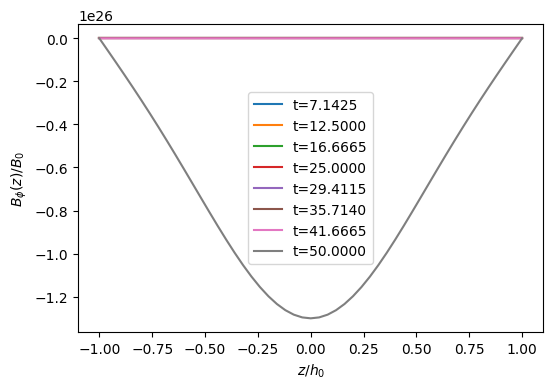 1e26
0.0
−0.2
−0.4
−0.6
−0.8
−1.0
−1.2
B_ϕ(z)/B_0
t=7.1425
t=12.5000
t=16.6665
t=25.0000
t=29.4115
t=35.7140
t=41.6665
t=50.0000
−1.00 −0.75 −0.50 −0.25 0.00 0.25 0.50 0.75 1.00
z/h_0